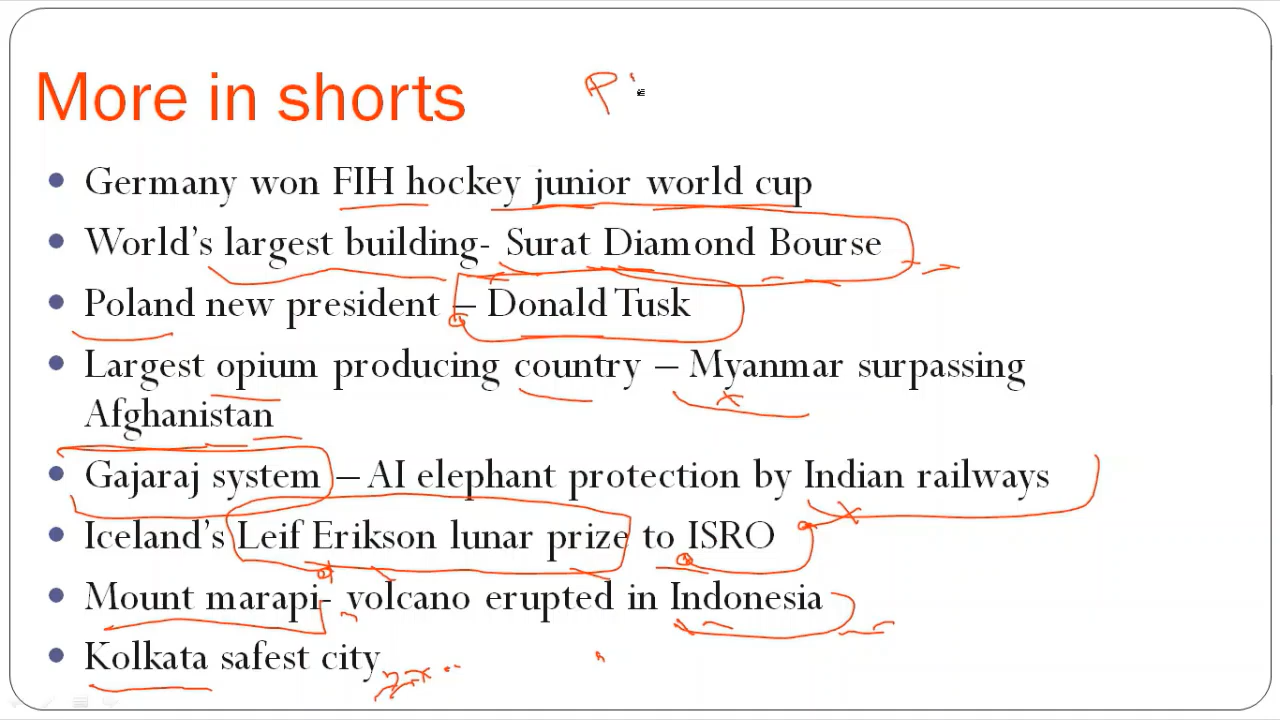 More in shorts
• Germany won FIH hockey junior world cup
• World's largest building- Surat Diamond Bourse
• Poland new president – Donald Tusk
• Largest opium producing country – Myanmar surpassing
Afghanistan
• Gajaraj system – AI elephant protection by Indian railways
• Iceland's Leif Erikson lunar prize to ISRO
• Mount marapi- volcano erupted in Indonesia
• Kolkata safest city